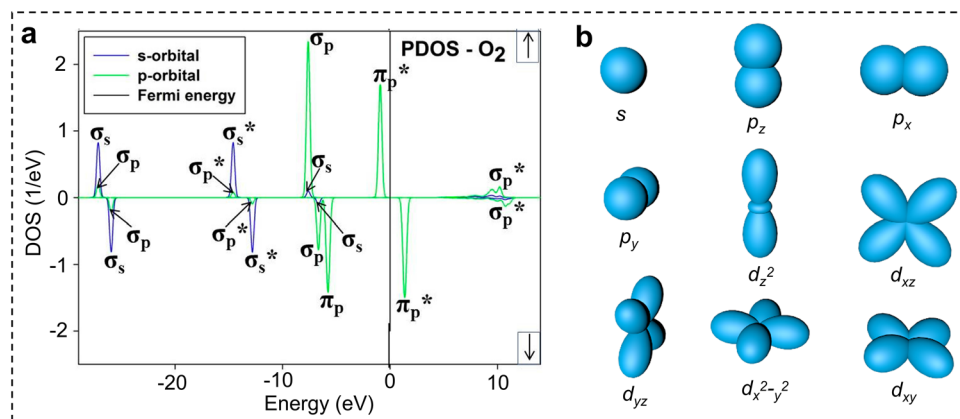 a
PDOS - O₂
↑
s-orbital
p-orbital
Fermi energy
σp
πp*
σs
σp
σs*
σp*
σs
σp*
σp*
σs
σp
σp*
σs*
σp
σs
πp
πp*
↓
2
1
0
-1
-2
DOS (1/eV)
-20
-10
0
10
Energy (eV)
b
s
pz
px
py
dz²
dxz
dyz
dx²-y²
dxy